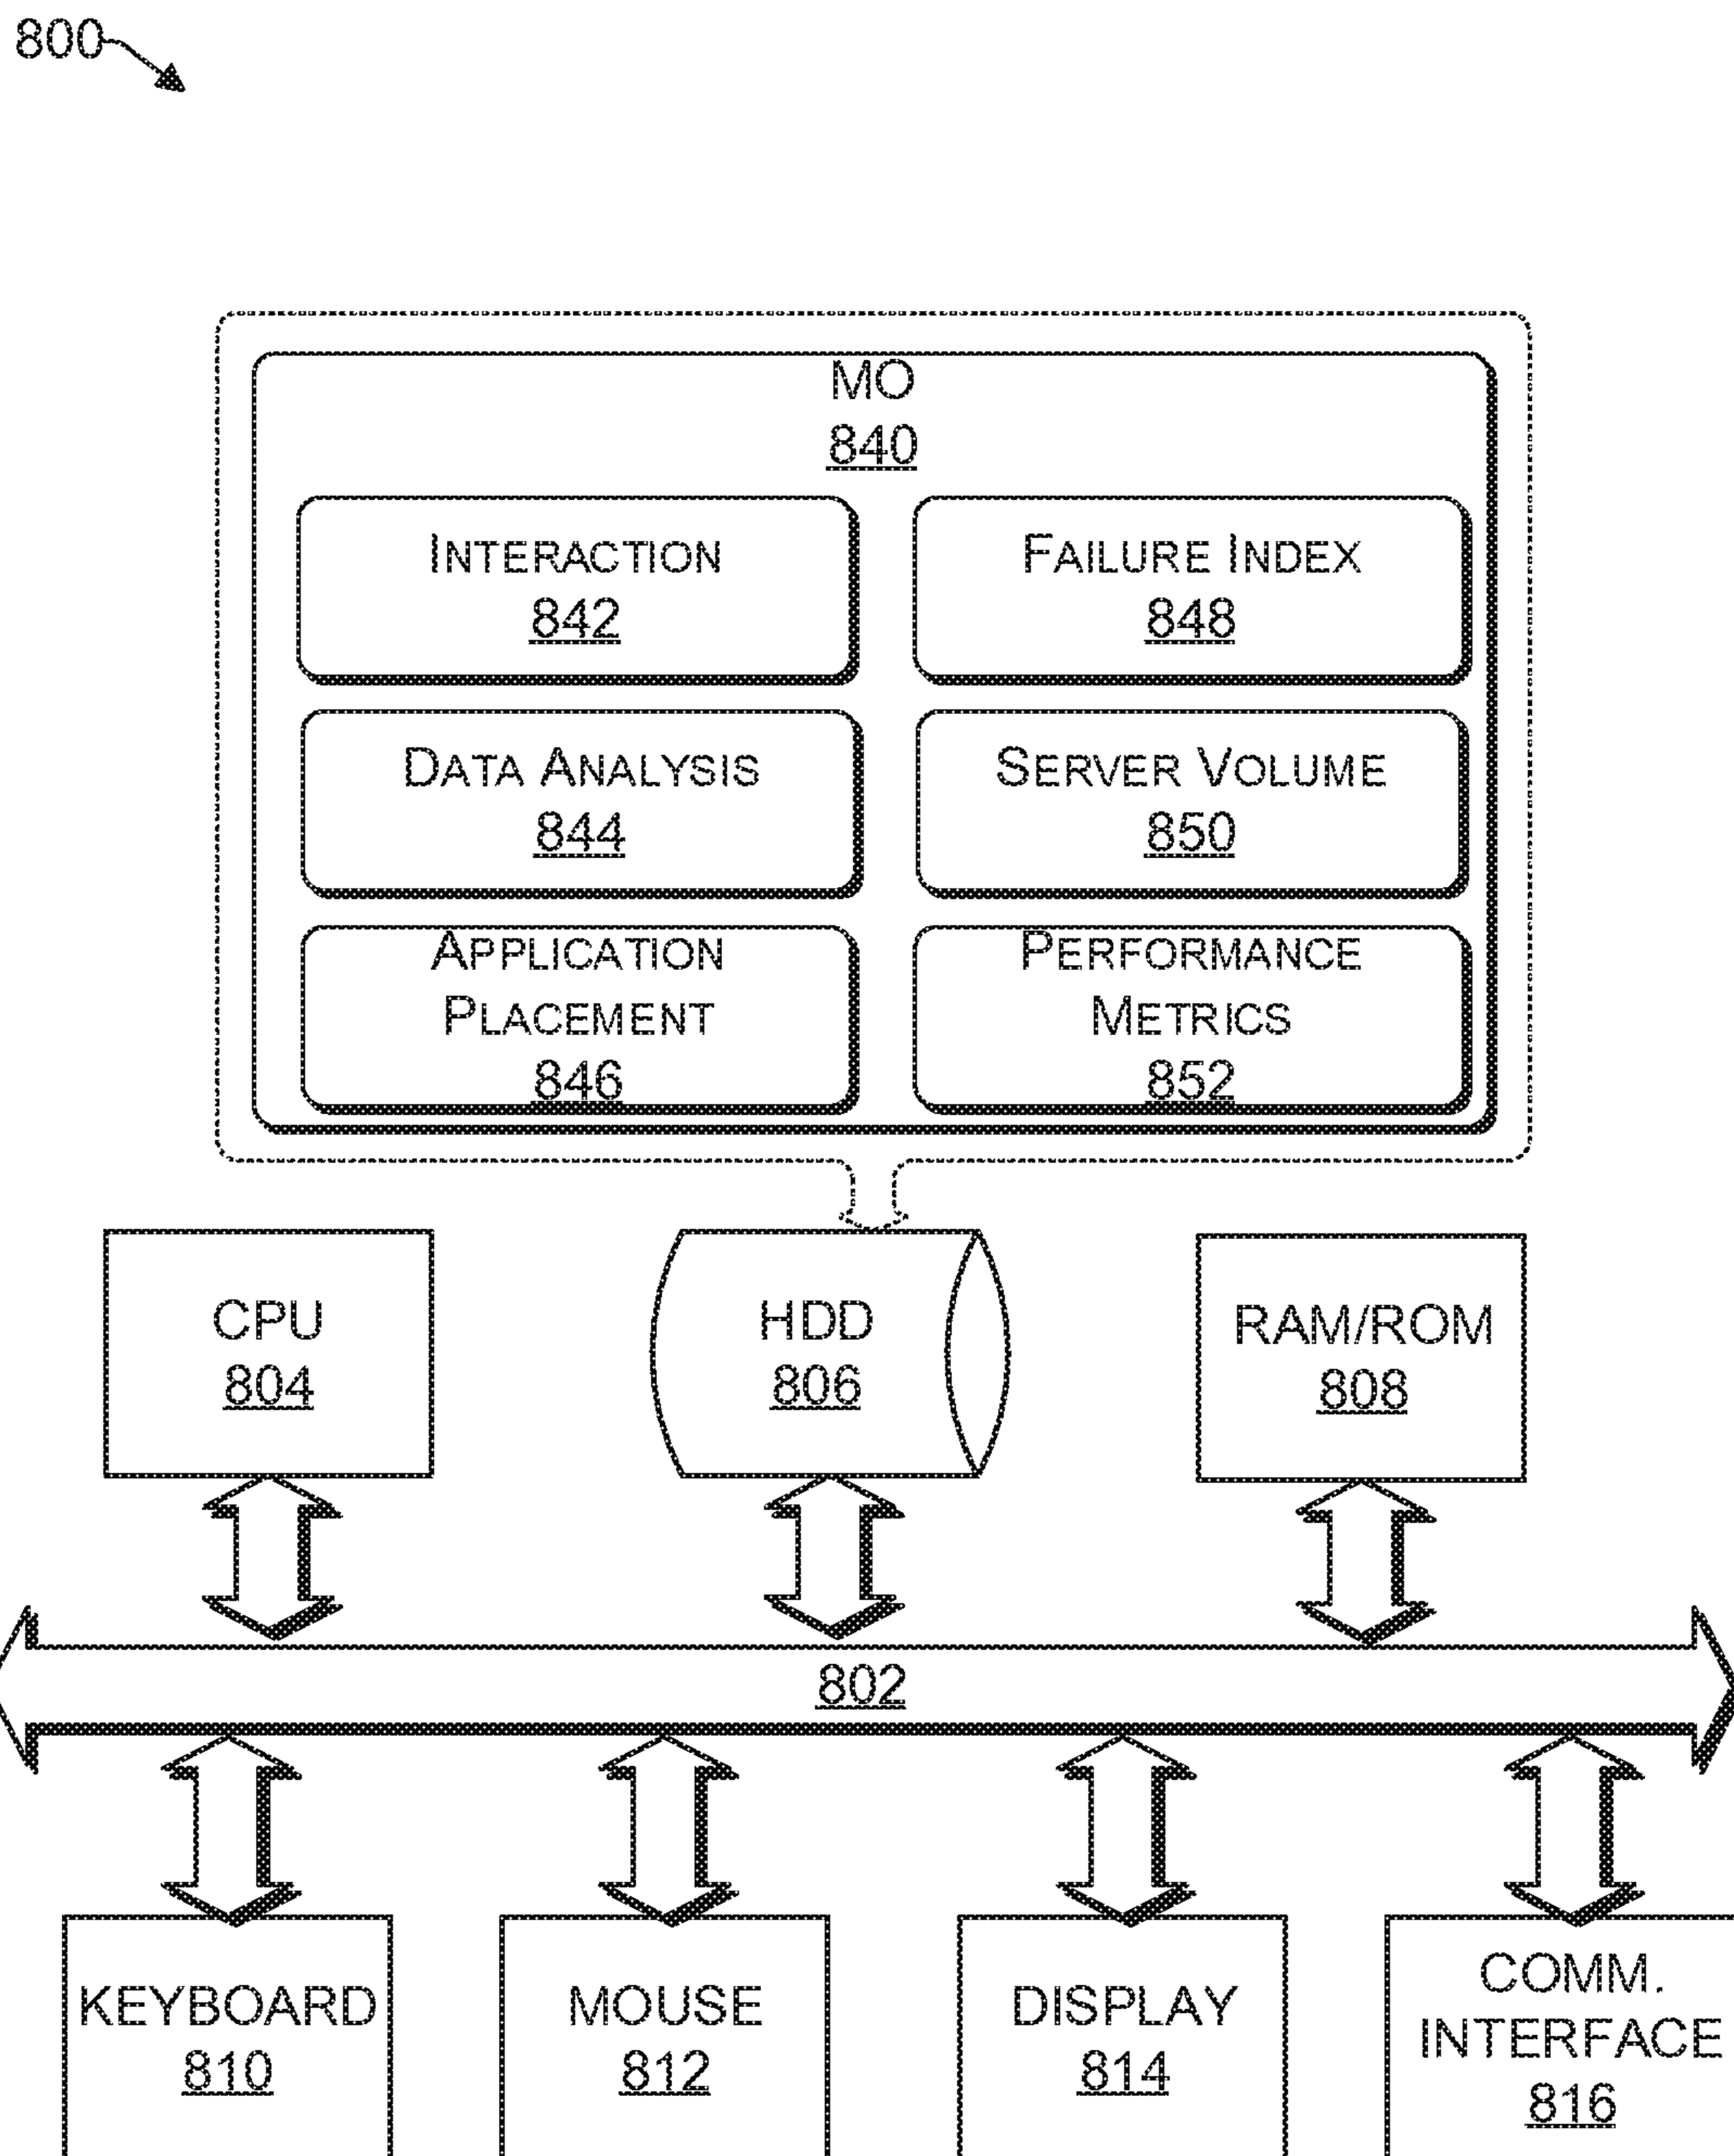 800
MO
840
INTERACTION
842
FAILURE INDEX
848
DATA ANALYSIS
844
SERVER VOLUME
850
APPLICATION
PLACEMENT
846
PERFORMANCE
METRICS
852
CPU
804
HDD
806
RAM/ROM
808
802
KEYBOARD
810
MOUSE
812
DISPLAY
814
COMM.
INTERFACE
816